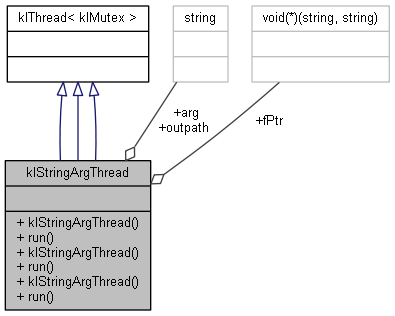 klThread< klMutex >
string
void(*)(string, string)
+arg
+outpath
+fPtr
klStringArgThread
+ klStringArgThread()
+ run()
+ klStringArgThread()
+ run()
+ klStringArgThread()
+ run()